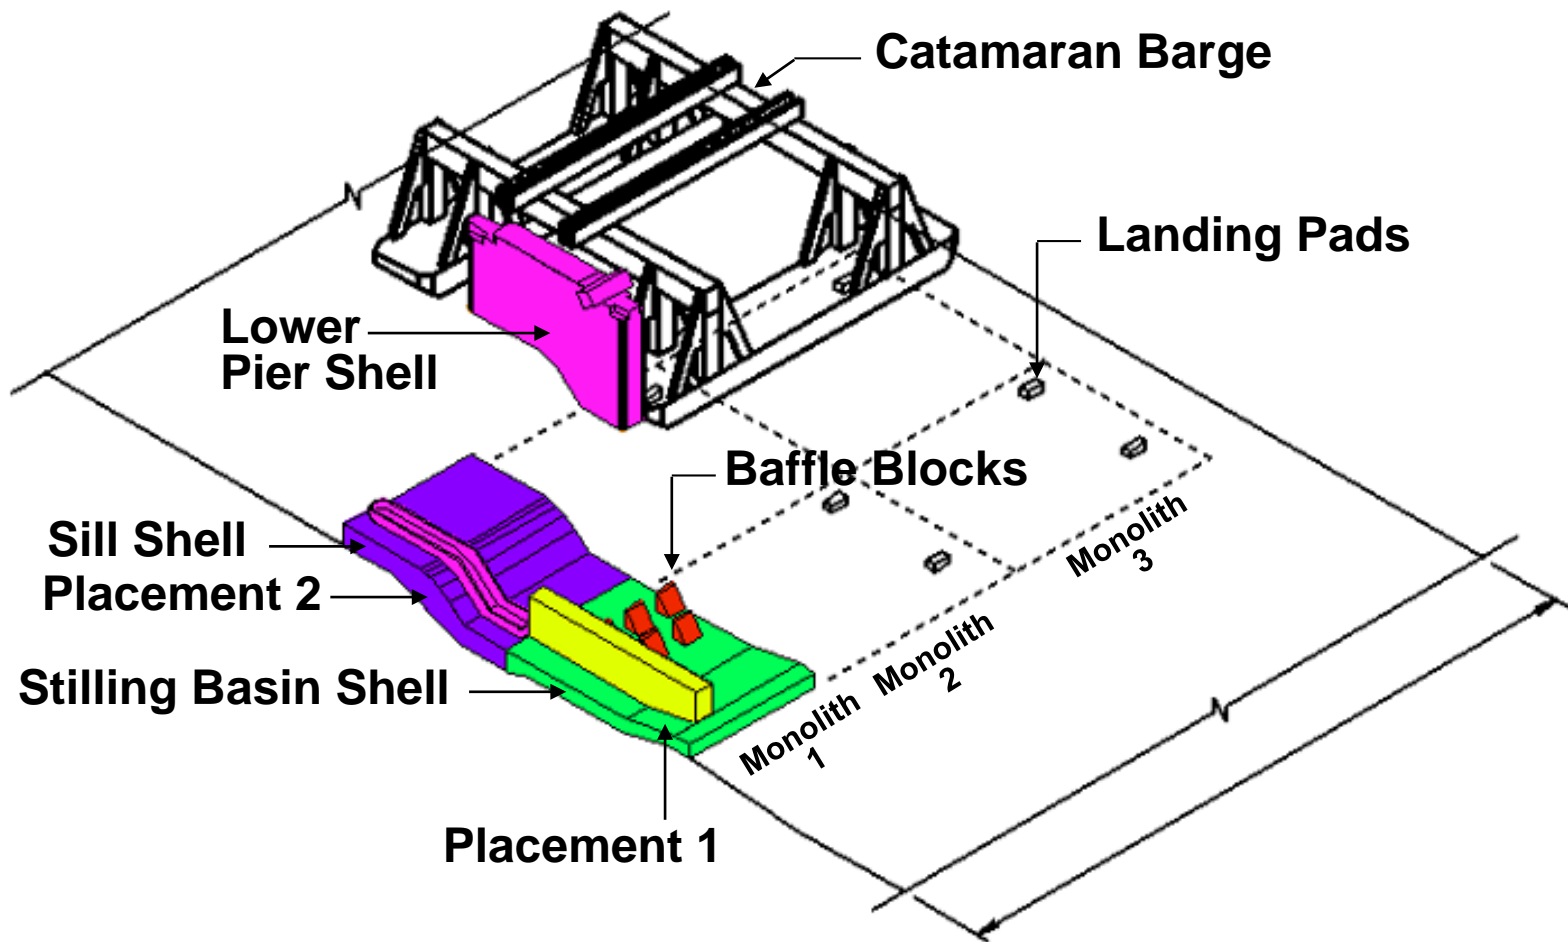 Catamaran Barge
Landing Pads
Lower
Pier Shell
Baffle Blocks
Sill Shell
Placement 2
Stilling Basin Shell
Monolith
3
Monolith
2
Monolith
1
Placement 1